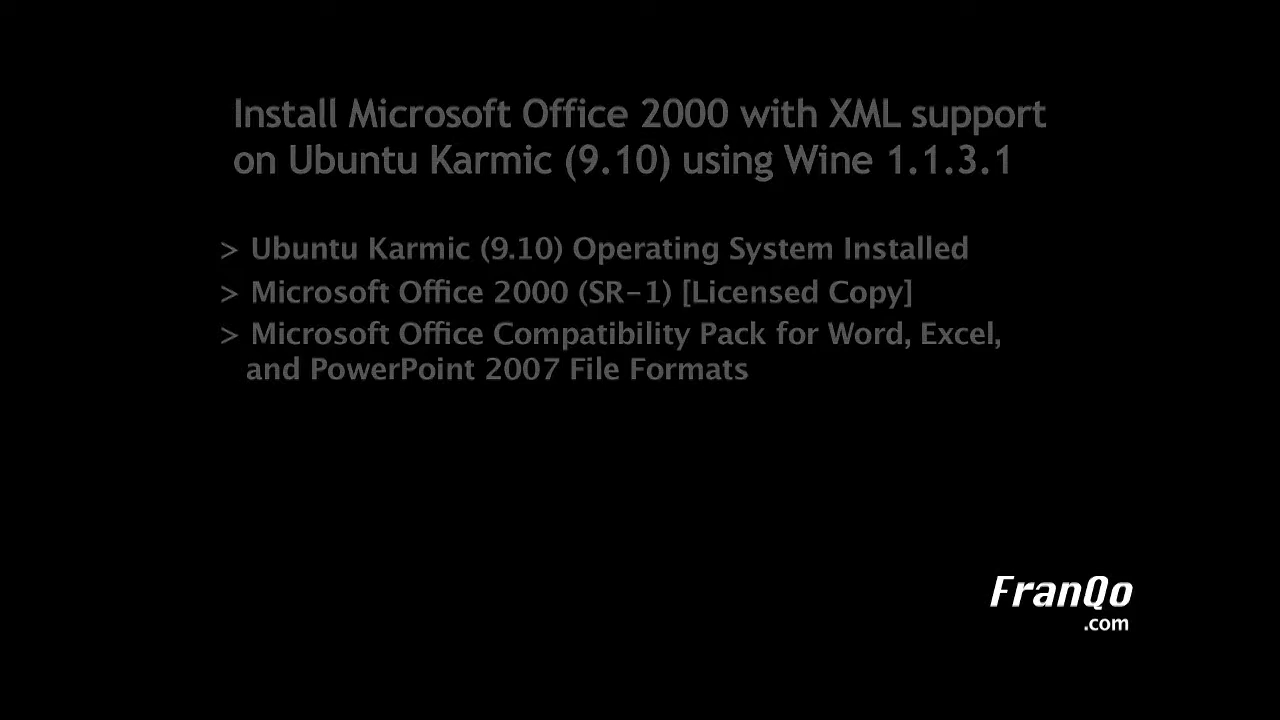 Install Microsoft Office 2000 with XML support
on Ubuntu Karmic (9.10) using Wine 1.1.3.1
> Ubuntu Karmic (9.10) Operating System Installed
> Microsoft Office 2000 (SR-1) [Licensed Copy]
> Microsoft Office Compatibility Pack for Word, Excel,
and PowerPoint 2007 File Formats
FranQo
.com